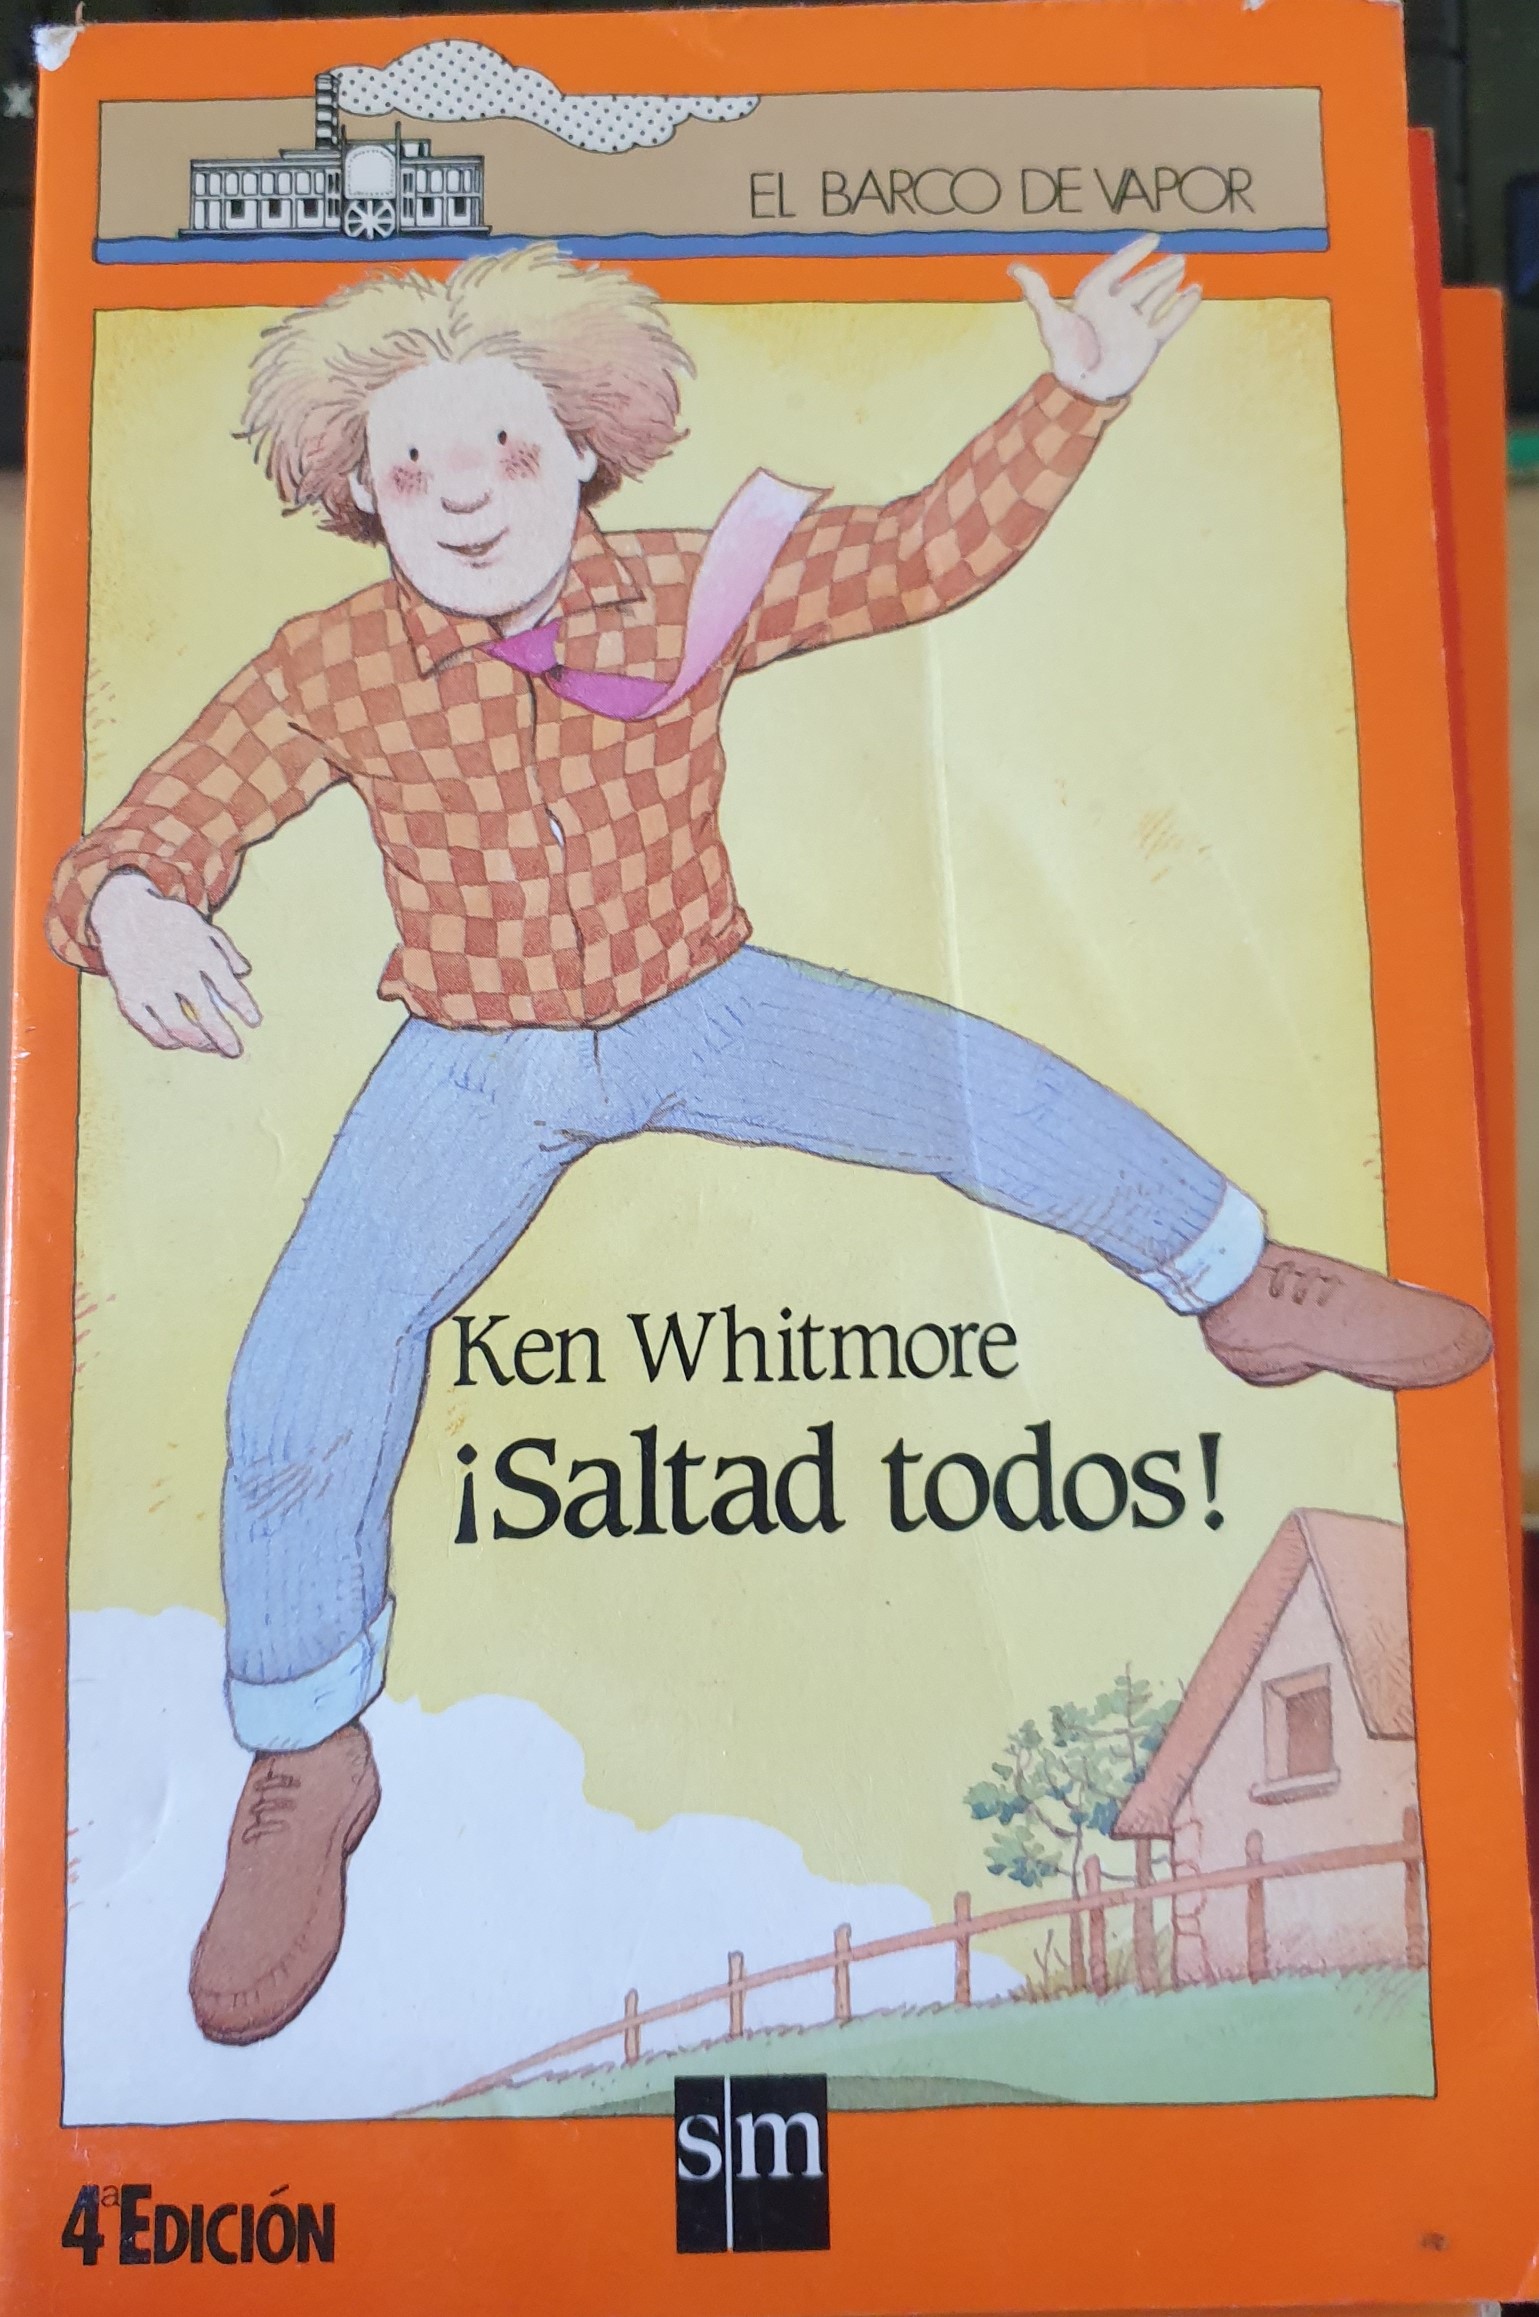 EL BARCO DE VAPOR
Ken Whitmore
¡Saltad todos!
sm
4ª EDICIÓN